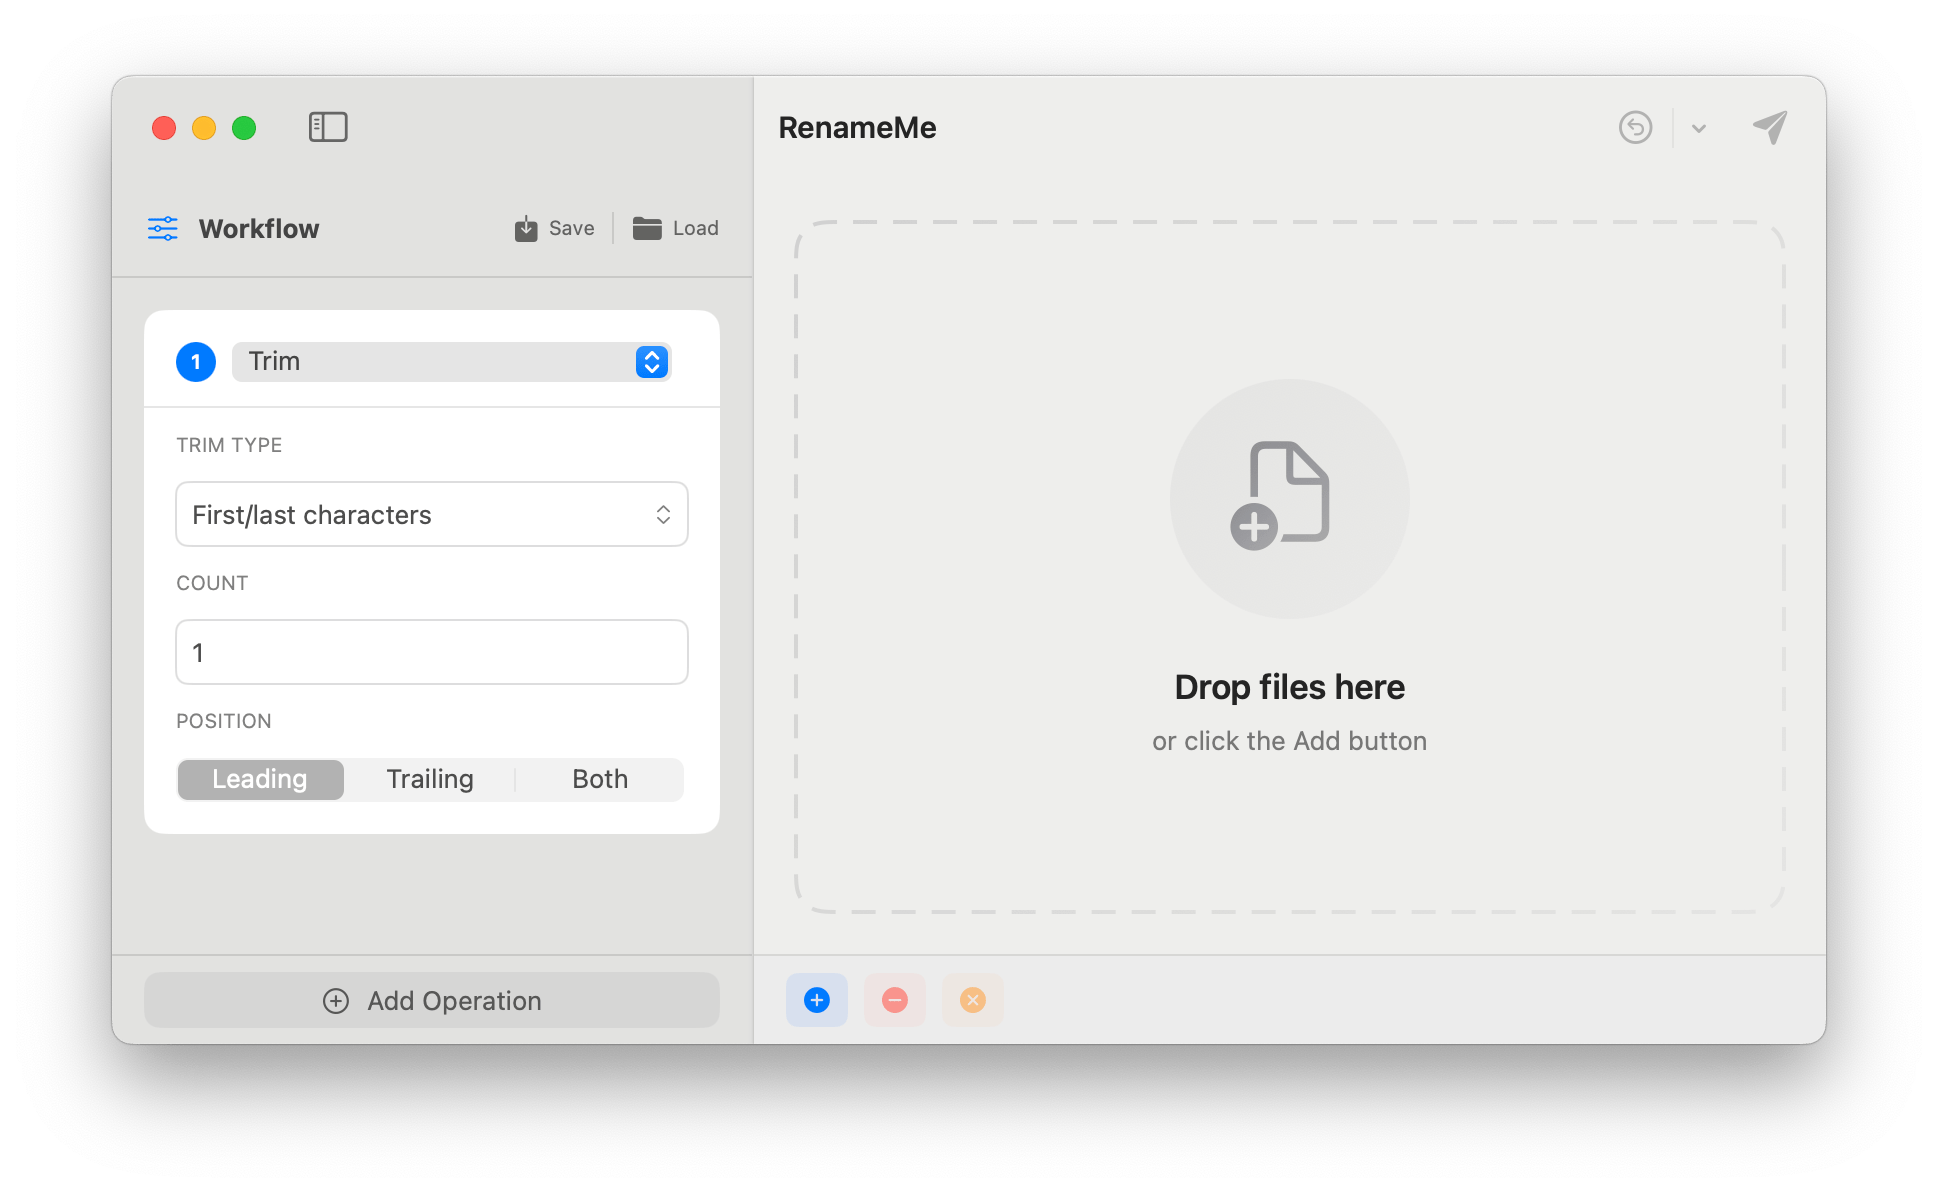 RenameMe
Workflow
Save
Load
1
Trim
TRIM TYPE
First/last characters
COUNT
1
POSITION
Leading
Trailing
Both
Add Operation
Drop files here
or click the Add button